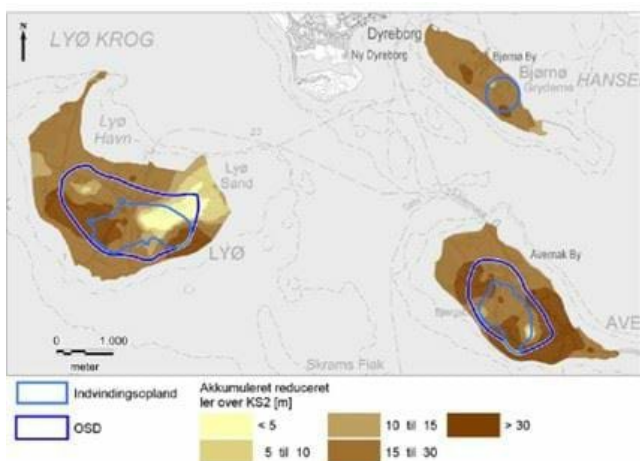 LYØ KROG
Dyreborg
Ny Dyreborg
Bjørnø By
Bjørnø
Gryderne
HANSE
N
Lyø
Havn
23
Lyø
Sand
LYØ
Avernak By
AVE
0 1.000
meter
Skrams Flak
Indvindingsopland
OSD
Akkumuleret reduceret
ler over KS2 [m]
< 5
5 til 10
10 til 15
15 til 30
> 30